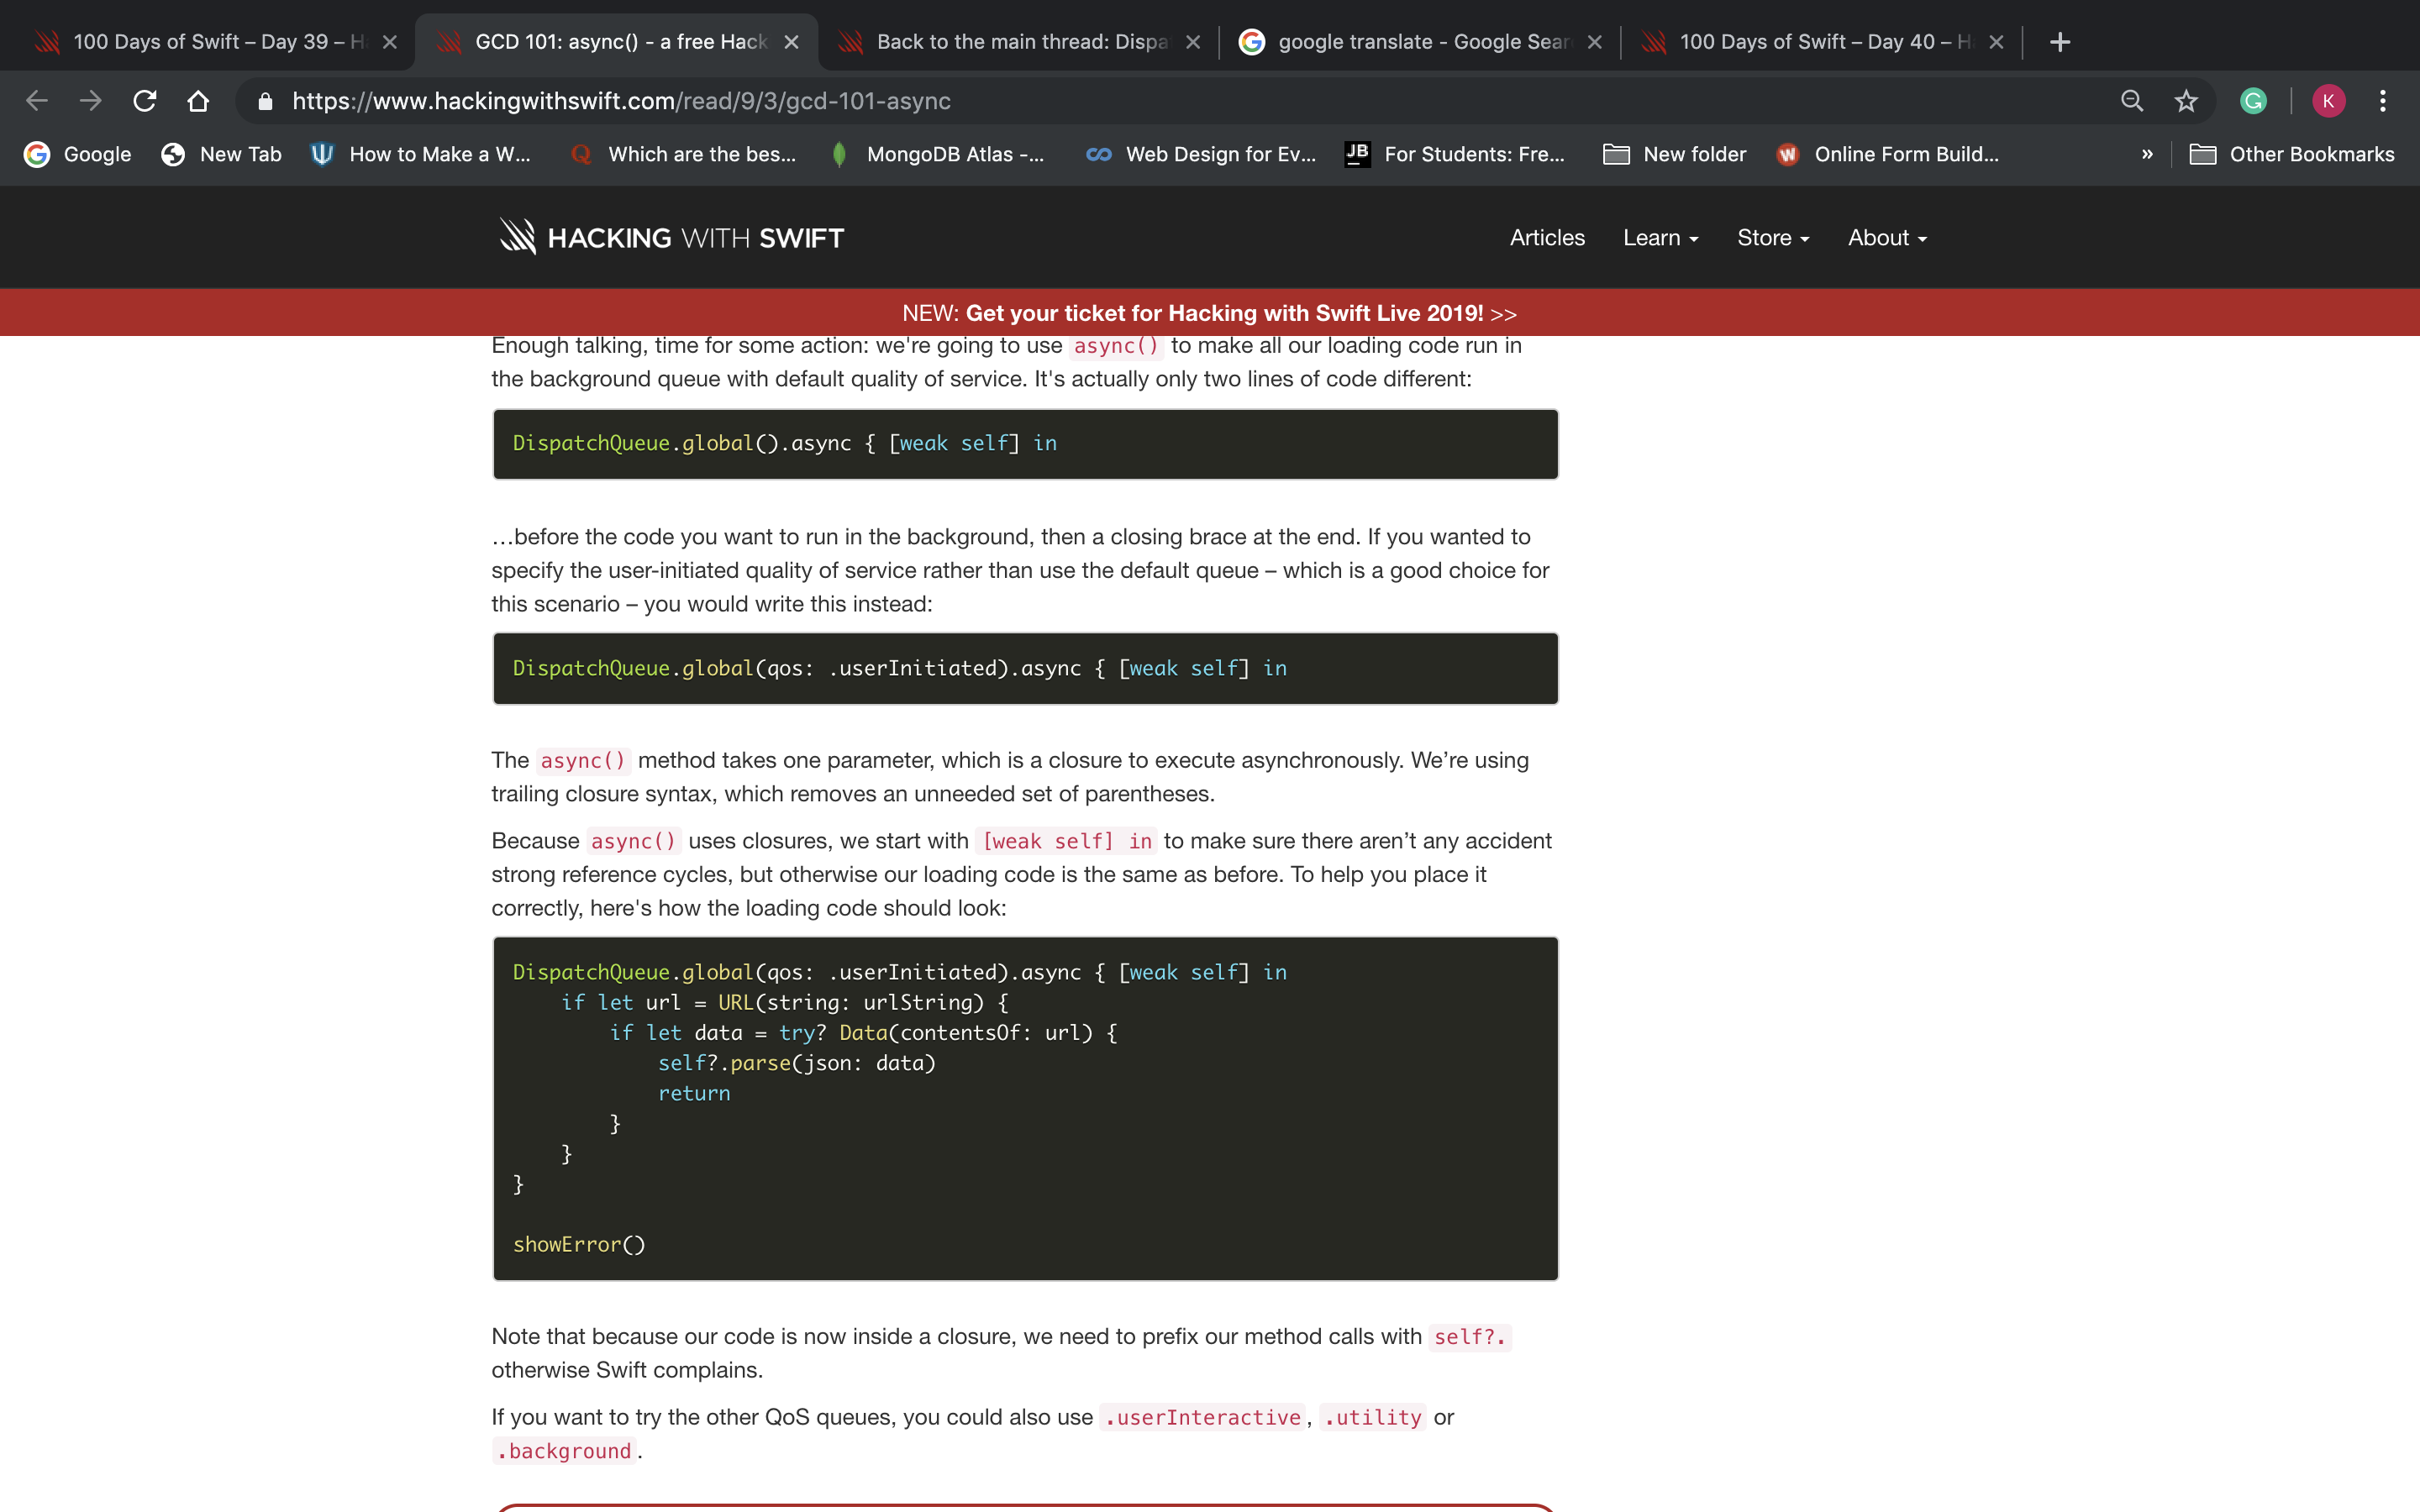 100 Days of Swift – Day 39 – H
GCD 101: async() - a free Hack
Back to the main thread: Dispa
google translate - Google Sear
100 Days of Swift – Day 40 – H
https://www.hackingwithswift.com/read/9/3/gcd-101-async
K
Google
New Tab
How to Make a W...
Which are the bes...
MongoDB Atlas -...
Web Design for Ev...
JB
For Students: Fre...
New folder
Online Form Build...
»
Other Bookmarks
HACKING WITH SWIFT
Articles
Learn
Store
About
NEW: Get your ticket for Hacking with Swift Live 2019! >>
Enough talking, time for some action: we're going to use async() to make all our loading code run in
the background queue with default quality of service. It's actually only two lines of code different:
DispatchQueue.global().async { [weak self] in
…before the code you want to run in the background, then a closing brace at the end. If you wanted to
specify the user-initiated quality of service rather than use the default queue – which is a good choice for
this scenario – you would write this instead:
DispatchQueue.global(qos: .userInitiated).async { [weak self] in
The async() method takes one parameter, which is a closure to execute asynchronously. We’re using
trailing closure syntax, which removes an unneeded set of parentheses.
Because async() uses closures, we start with [weak self] in to make sure there aren’t any accident
strong reference cycles, but otherwise our loading code is the same as before. To help you place it
correctly, here's how the loading code should look:
DispatchQueue.global(qos: .userInitiated).async { [weak self] in
    if let url = URL(string: urlString) {
        if let data = try? Data(contentsOf: url) {
            self?.parse(json: data)
            return
        }
    }
}
showError()
Note that because our code is now inside a closure, we need to prefix our method calls with self?.
otherwise Swift complains.
If you want to try the other QoS queues, you could also use .userInteractive, .utility or
.background.